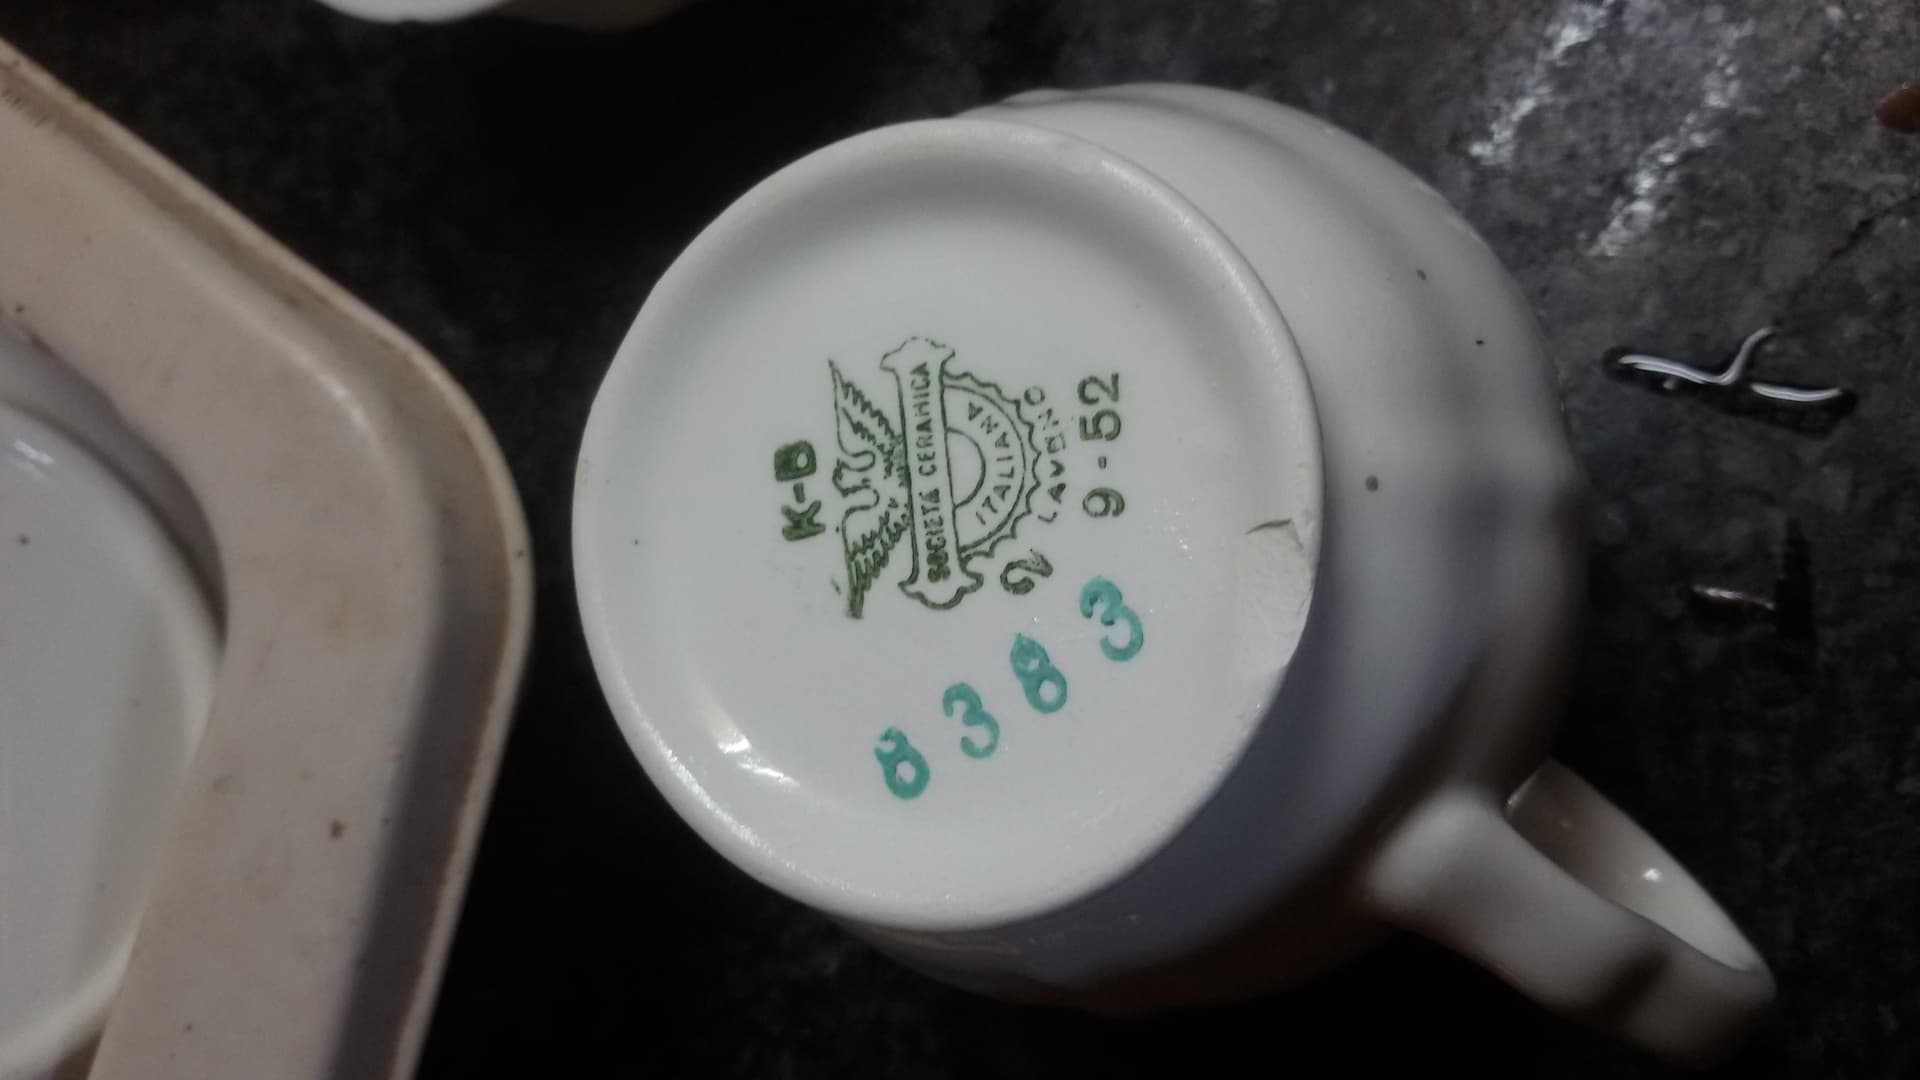 K-B
SOCIETÀ CERAMICA
ITALIANA
LAVENO
2
9-52
8383